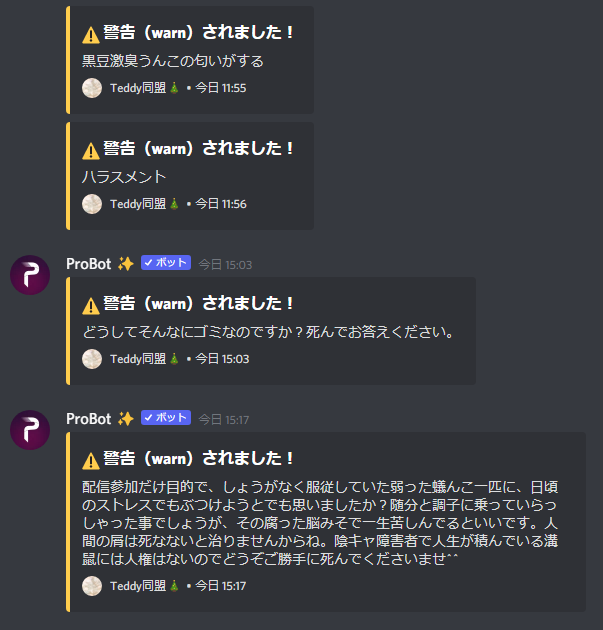 ⚠️警告（warn）されました！
黒豆激臭うんこの匂いがする
Teddy同盟🎄 • 今日 11:55
⚠️警告（warn）されました！
ハラスメント
Teddy同盟🎄 • 今日 11:56
ProBot ✨ ✓ ボット 今日 15:03
⚠️警告（warn）されました！
どうしてそんなにゴミなのですか？死んでお答えください。
Teddy同盟🎄 • 今日 15:03
ProBot ✨ ✓ ボット 今日 15:17
⚠️警告（warn）されました！
配信参加だけ目的で、しょうがなく服従していた弱った蟻んこ一匹に、日頃
のストレスでもぶつけようとでも思いましたか？随分と調子に乗っていらっ
しゃった事でしょうが、その腐った脳みそで一生苦しんでるといいです。人
間の屑は死なないと治りませんからね。陰キャ障害者で人生が積んでいる溝
鼠には人権はないのでどうぞご勝手に死んでくださいませ^^
Teddy同盟🎄 • 今日 15:17